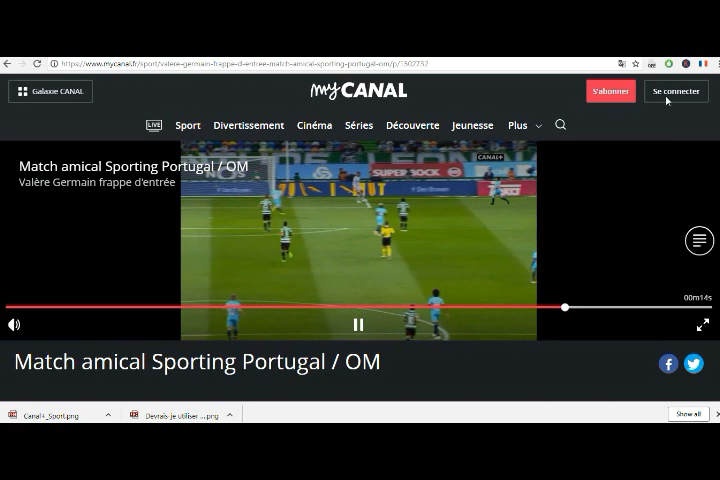 https://www.mycanal.fr/sport/valere-germain-frappe-d-entree-match-amical-sporting-portugal-om/p/1502732
Galaxie CANAL
myCANAL
S'abonner
Se connecter
LIVE
Sport
Divertissement
Cinéma
Séries
Découverte
Jeunesse
Plus
Match amical Sporting Portugal / OM
Valère Germain frappe d'entrée
CANAL+
SUPER BOCK
00m14s
Match amical Sporting Portugal / OM
Canal+_Sport.png
Devrais-je utiliser ....png
Show all